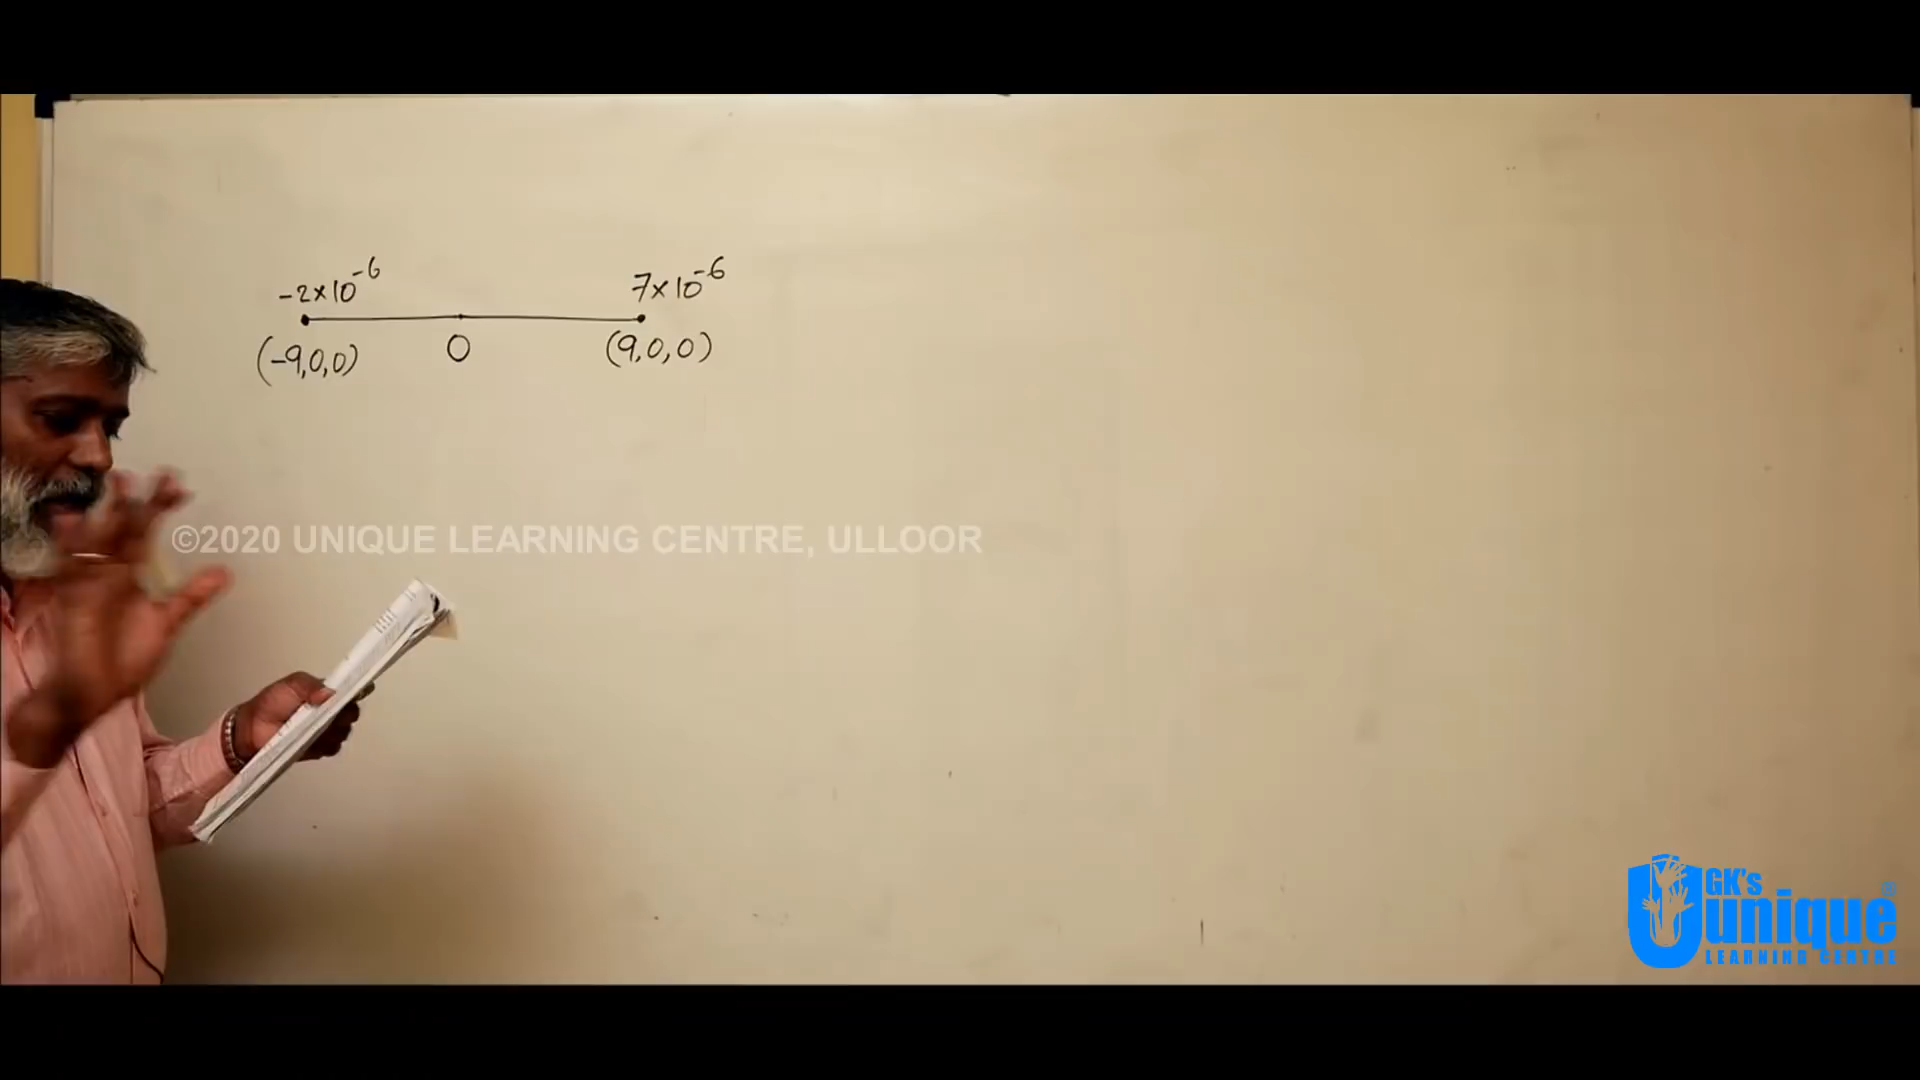 -2×10⁻⁶ 7×10⁻⁶
(-9,0,0) O (9,0,0)
©2020 UNIQUE LEARNING CENTRE, ULLOOR
GK's
unique®
LEARNING CENTRE